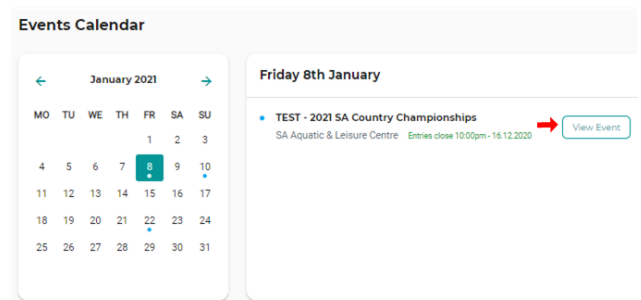 Events Calendar
← January 2021 →
MO TU WE TH FR SA SU
1 2 3
4 5 6 7 8 9 10
11 12 13 14 15 16 17
18 19 20 21 22 23 24
25 26 27 28 29 30 31
Friday 8th January
TEST - 2021 SA Country Championships
SA Aquatic & Leisure Centre Entries close 10:00pm - 16.12.2020
View Event